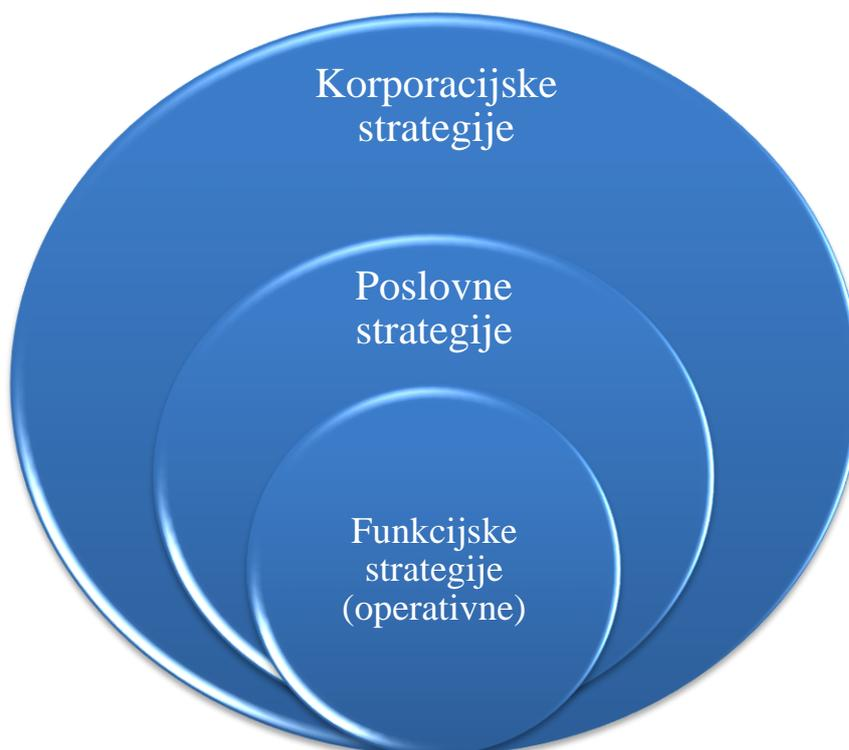 Korporacijske
strategije
Poslovne
strategije
Funkcijske
strategije
(operativne)